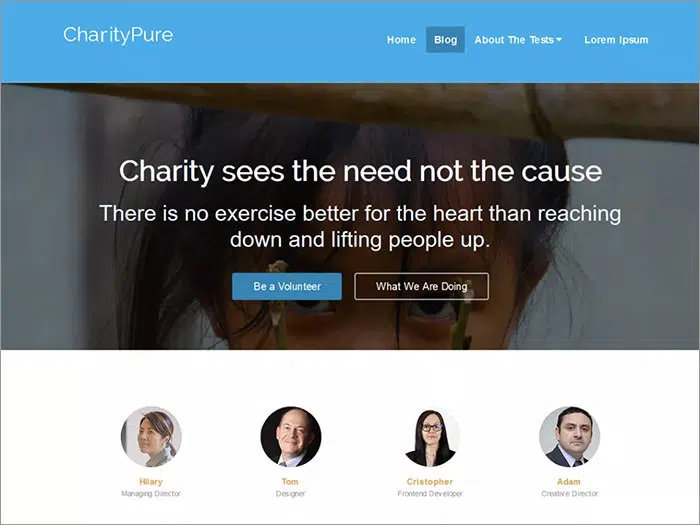 CharityPure
Home Blog About The Tests Lorem Ipsum
Charity sees the need not the cause
There is no exercise better for the heart than reaching
down and lifting people up.
Be a Volunteer What We Are Doing
Hilary Tom Cristopher Adam
Managing Director Designer Frontend Developer Creative Director